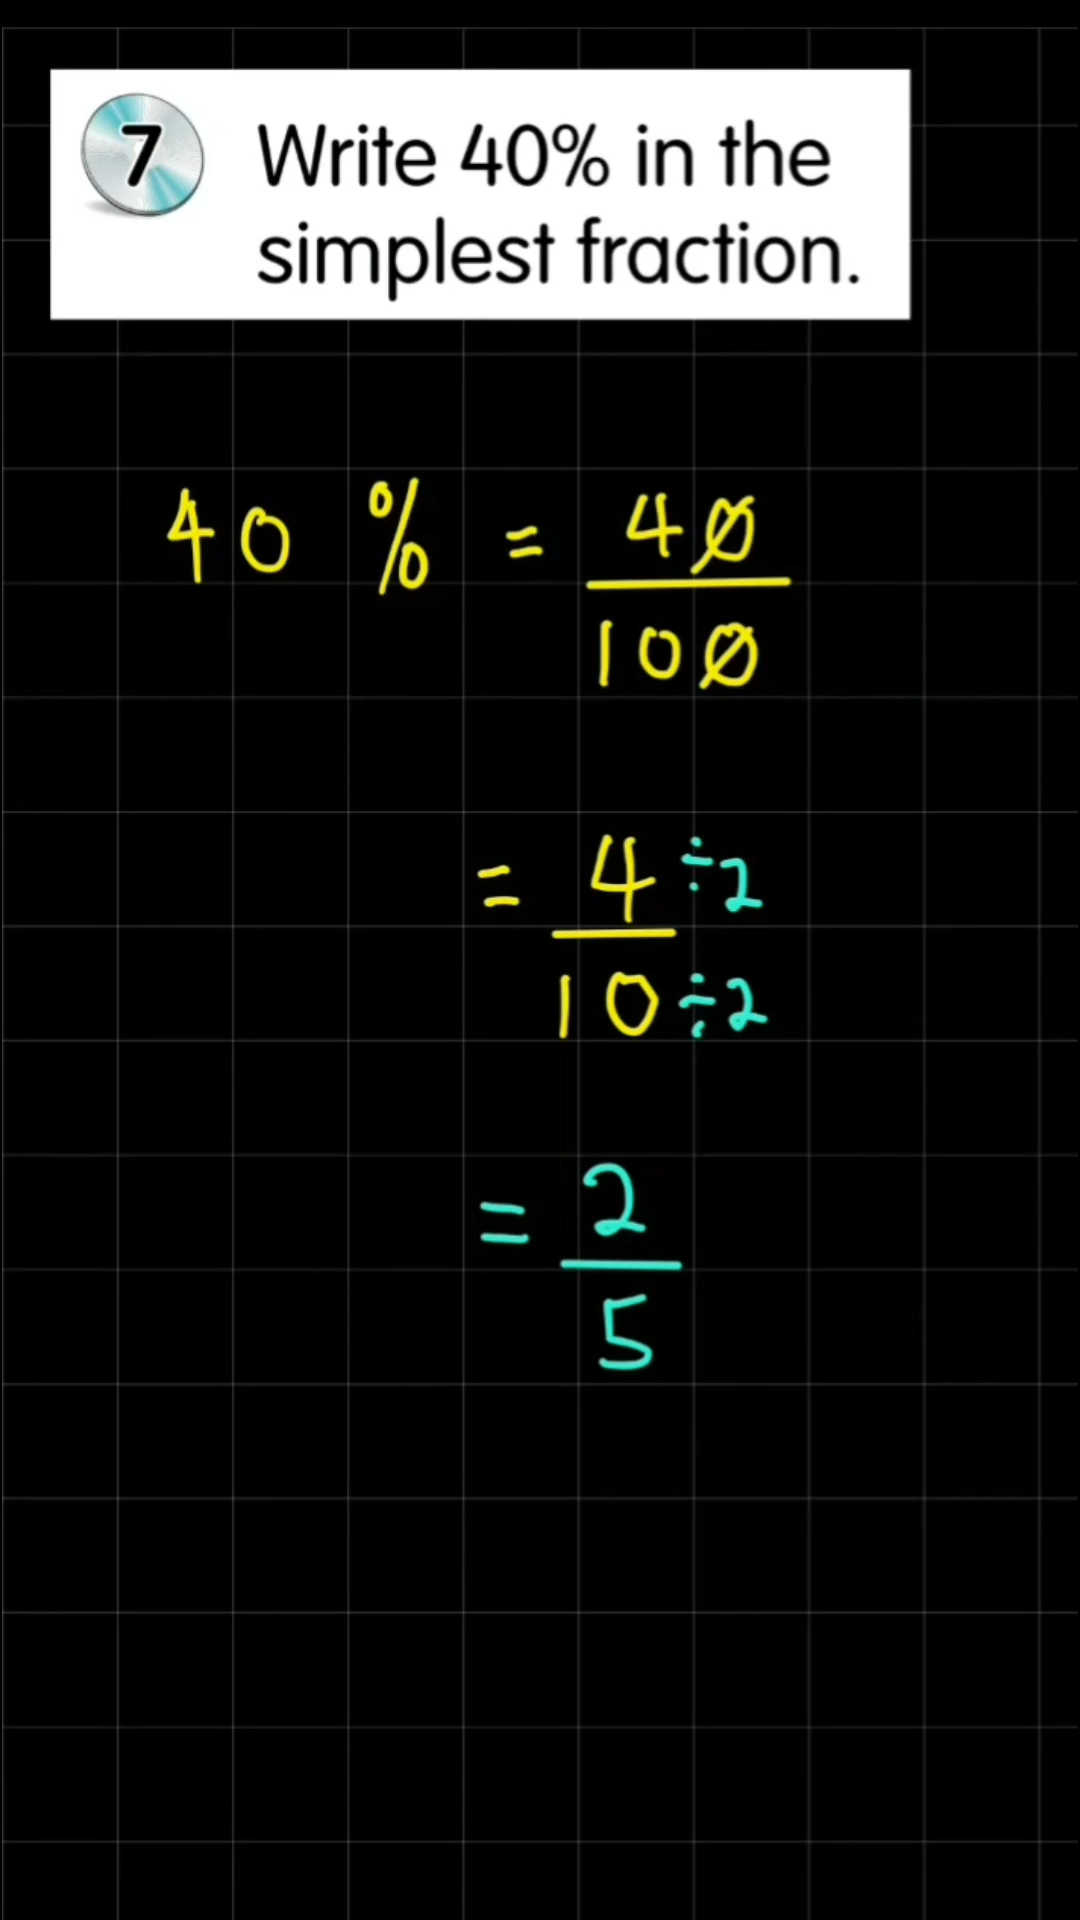 7 Write 40% in the
simplest fraction.
40 % = 40/100
= 4÷2/10÷2
= 2/5